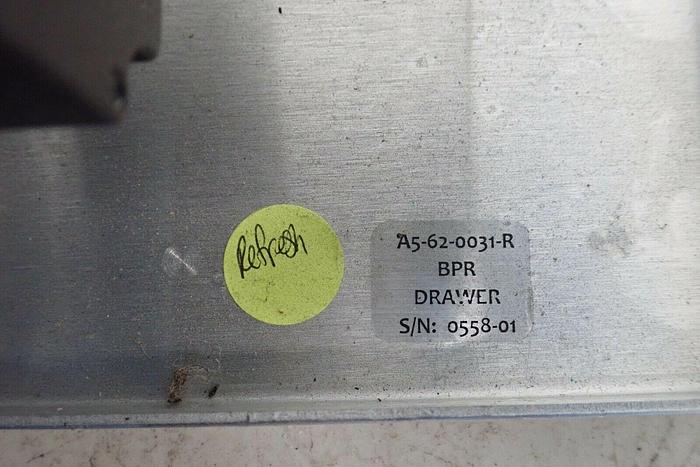 Refresh
A5-62-0031-R
BPR
DRAWER
S/N: 0558-01